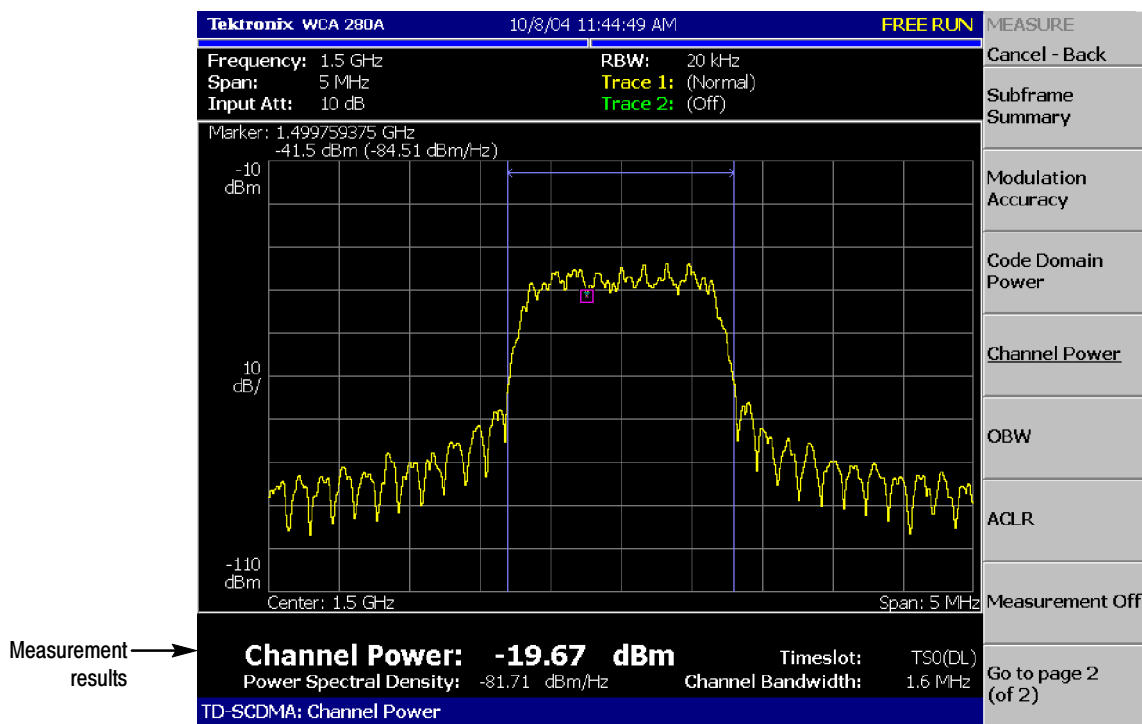 Tektronix WCA 280A 10/8/04 11:44:49 AM FREE RUN
Frequency: 1.5 GHz RBW: 20 kHz
Span: 5 MHz Trace 1: (Normal)
Input Att: 10 dB Trace 2: (Off)
Marker: 1.499759375 GHz
-41.5 dBm (-84.51 dBm/Hz)
-10
dBm
10
dB/
-110
dBm
Center: 1.5 GHz Span: 5 MHz
Measurement
results
Channel Power: -19.67 dBm Timeslot: TS0(DL)
Power Spectral Density: -81.71 dBm/Hz Channel Bandwidth: 1.6 MHz
TD-SCDMA: Channel Power
MEASURE
Cancel - Back
Subframe
Summary
Modulation
Accuracy
Code Domain
Power
Channel Power
OBW
ACLR
Measurement Off
Go to page 2
(of 2)